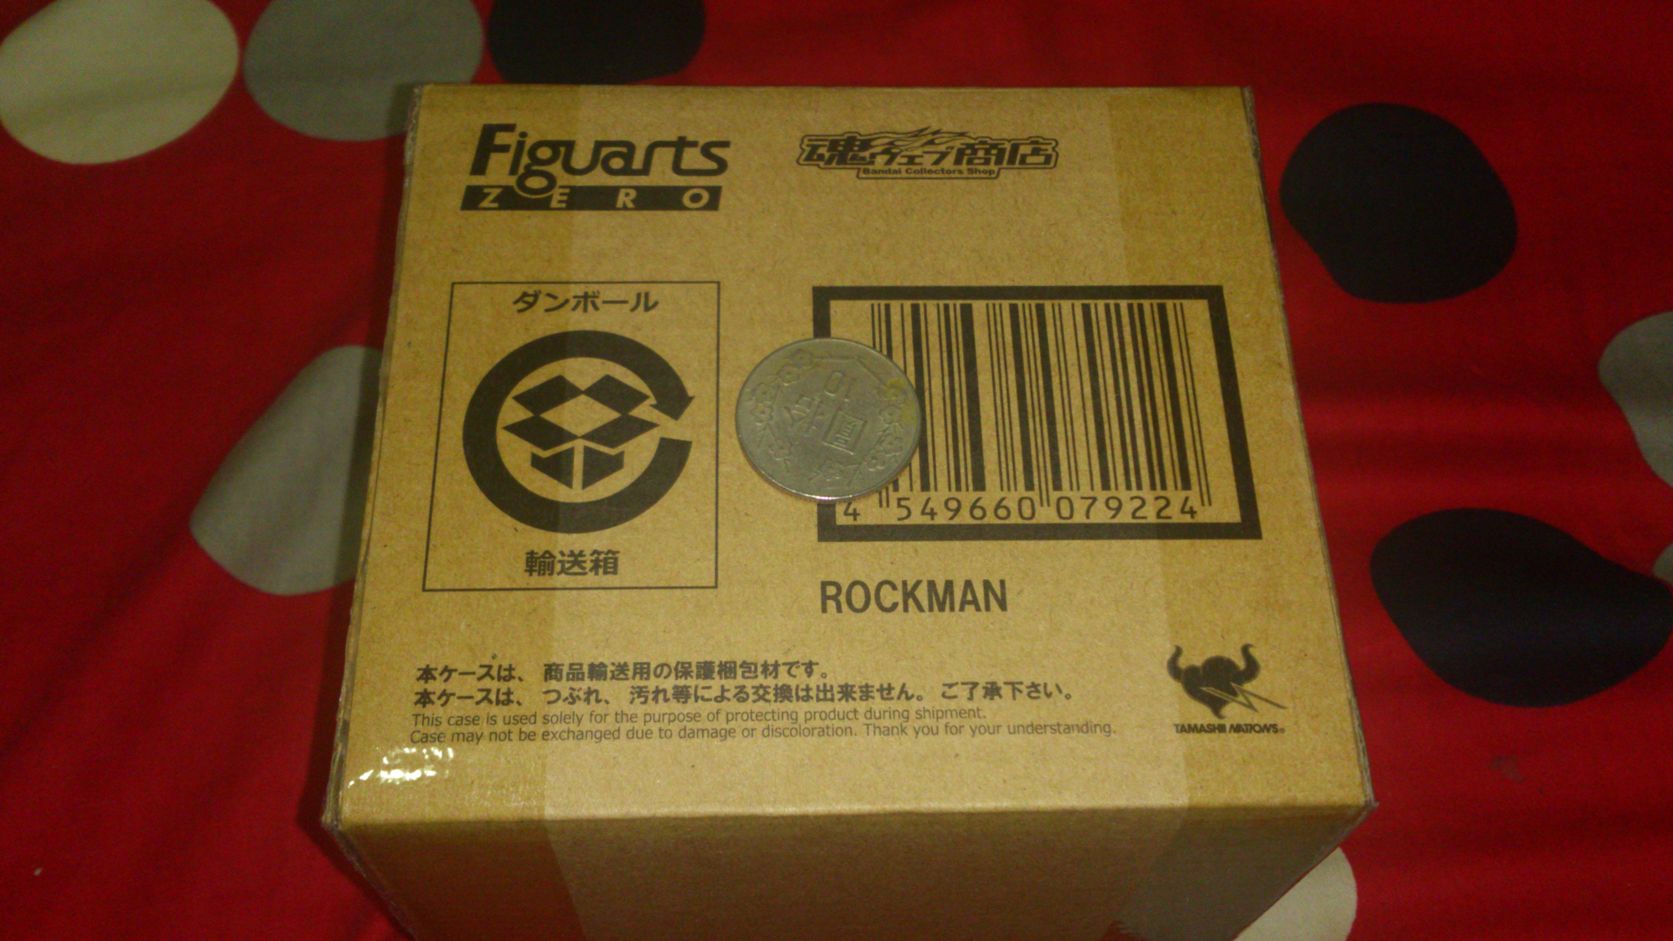 Figuarts
ZERO
魂ウェブ商店
Bandai Collectors Shop
ダンボール
輸送箱
10
拾圓
4 549660 079224
ROCKMAN
本ケースは、商品輸送用の保護梱包材です。
本ケースは、つぶれ、汚れ等による交換は出来ません。ご了承下さい。
This case is used solely for the purpose of protecting product during shipment.
Case may not be exchanged due to damage or discoloration. Thank you for your understanding.
TAMASHII NATIONS